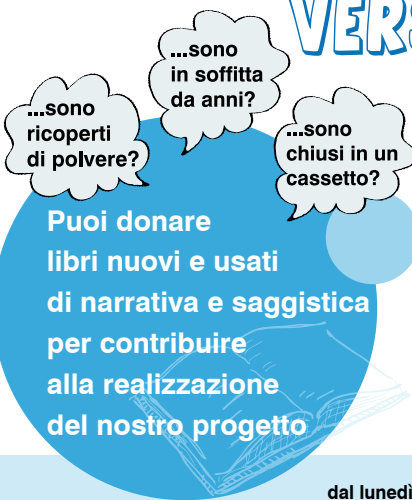 VERS
...sono
in soffitta
da anni?
...sono
ricoperti
di polvere?
...sono
chiusi in un
cassetto?
Puoi donare
libri nuovi e usati
di narrativa e saggistica
per contribuire
alla realizzazione
del nostro progetto
dal lunedì